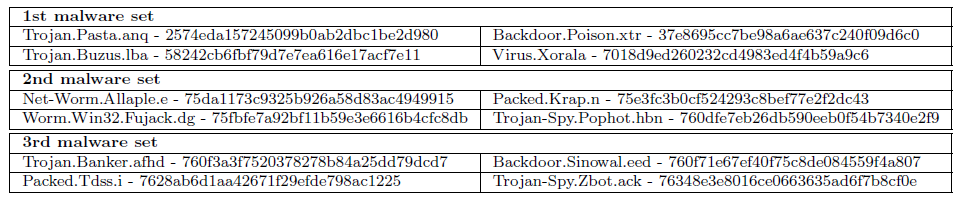 1st malware set
Trojan.Pasta.anq - 2574eda157245099b0ab2dbc1be2d980 Backdoor.Poison.xtr - 37e8695cc7be98a6ae637c240f09d6c0
Trojan.Buzus.lba - 58242cb6fbf79d7e7ea616e17acf7e11 Virus.Xorala - 7018d9ed260232cd4983ed4f4b59a9c6
2nd malware set
Net-Worm.Allaple.e - 75da1173c9325b926a58d83ac4949915 Packed.Krap.n - 75e3fc3b0cf524293c8bef77e2f2dc43
Worm.Win32.Fujack.dg - 75fbfe7a92bf11b59e3e6616b4cfc8db Trojan-Spy.Pophot.hbn - 760dfe7eb26db590eeb0f54b7340e2f9
3rd malware set
Trojan.Banker.afhd - 760f3a3f7520378278b84a25dd79dcd7 Backdoor.Sinowal.eed - 760f71e67ef40f75c8de084559f4a807
Packed.Tdss.i - 7628ab6d1aa42671f29efde798ac1225 Trojan-Spy.Zbot.ack - 76348e3e8016ce0663635ad6f7b8cf0e